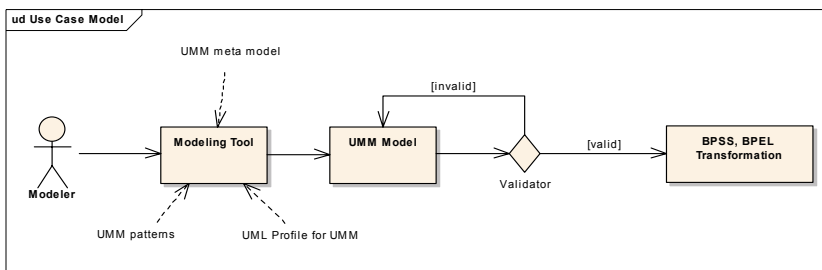 ud Use Case Model
UMM meta model
[invalid]
Modeling Tool
UMM Model
[valid]
BPSS, BPEL
Transformation
Validator
Modeler
UMM patterns
UML Profile for UMM